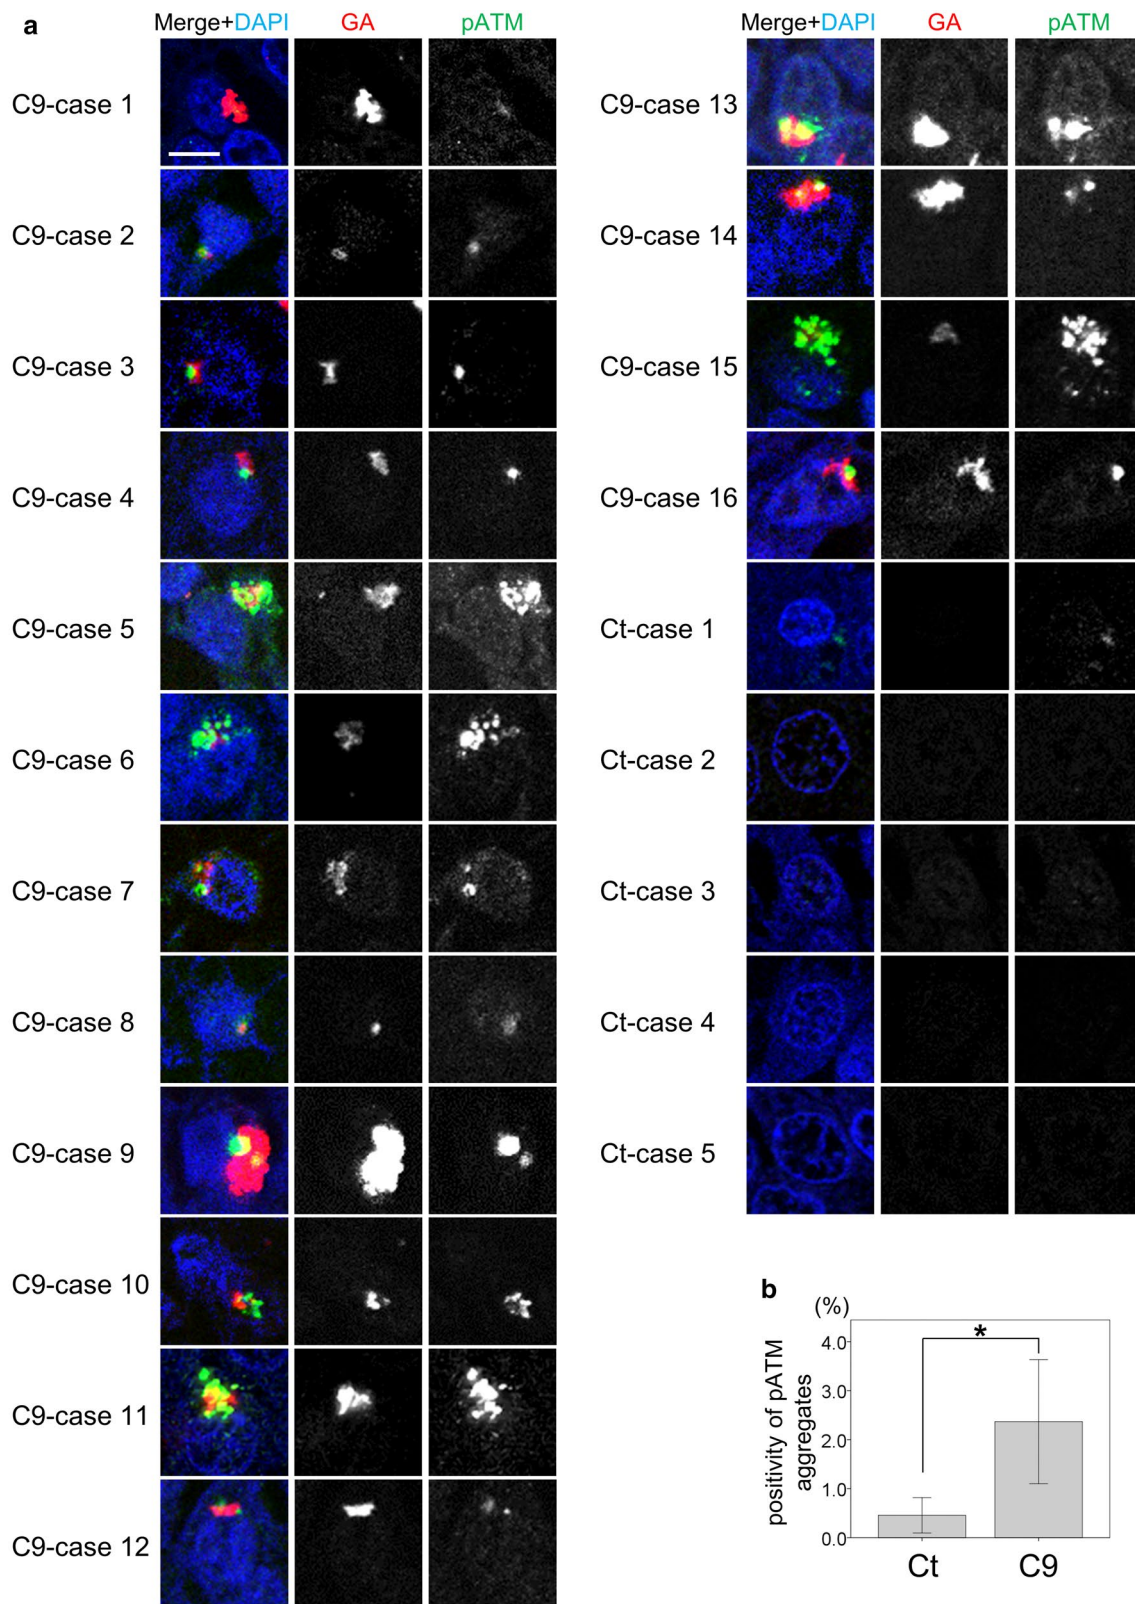 a
Merge+DAPI GA pATM
C9-case 1
C9-case 2
C9-case 3
C9-case 4
C9-case 5
C9-case 6
C9-case 7
C9-case 8
C9-case 9
C9-case 10
C9-case 11
C9-case 12
Merge+DAPI GA pATM
C9-case 13
C9-case 14
C9-case 15
C9-case 16
Ct-case 1
Ct-case 2
Ct-case 3
Ct-case 4
Ct-case 5
b
(%)
positivity of pATM
aggregates
4.0
3.0
2.0
1.0
0.0
*
Ct C9